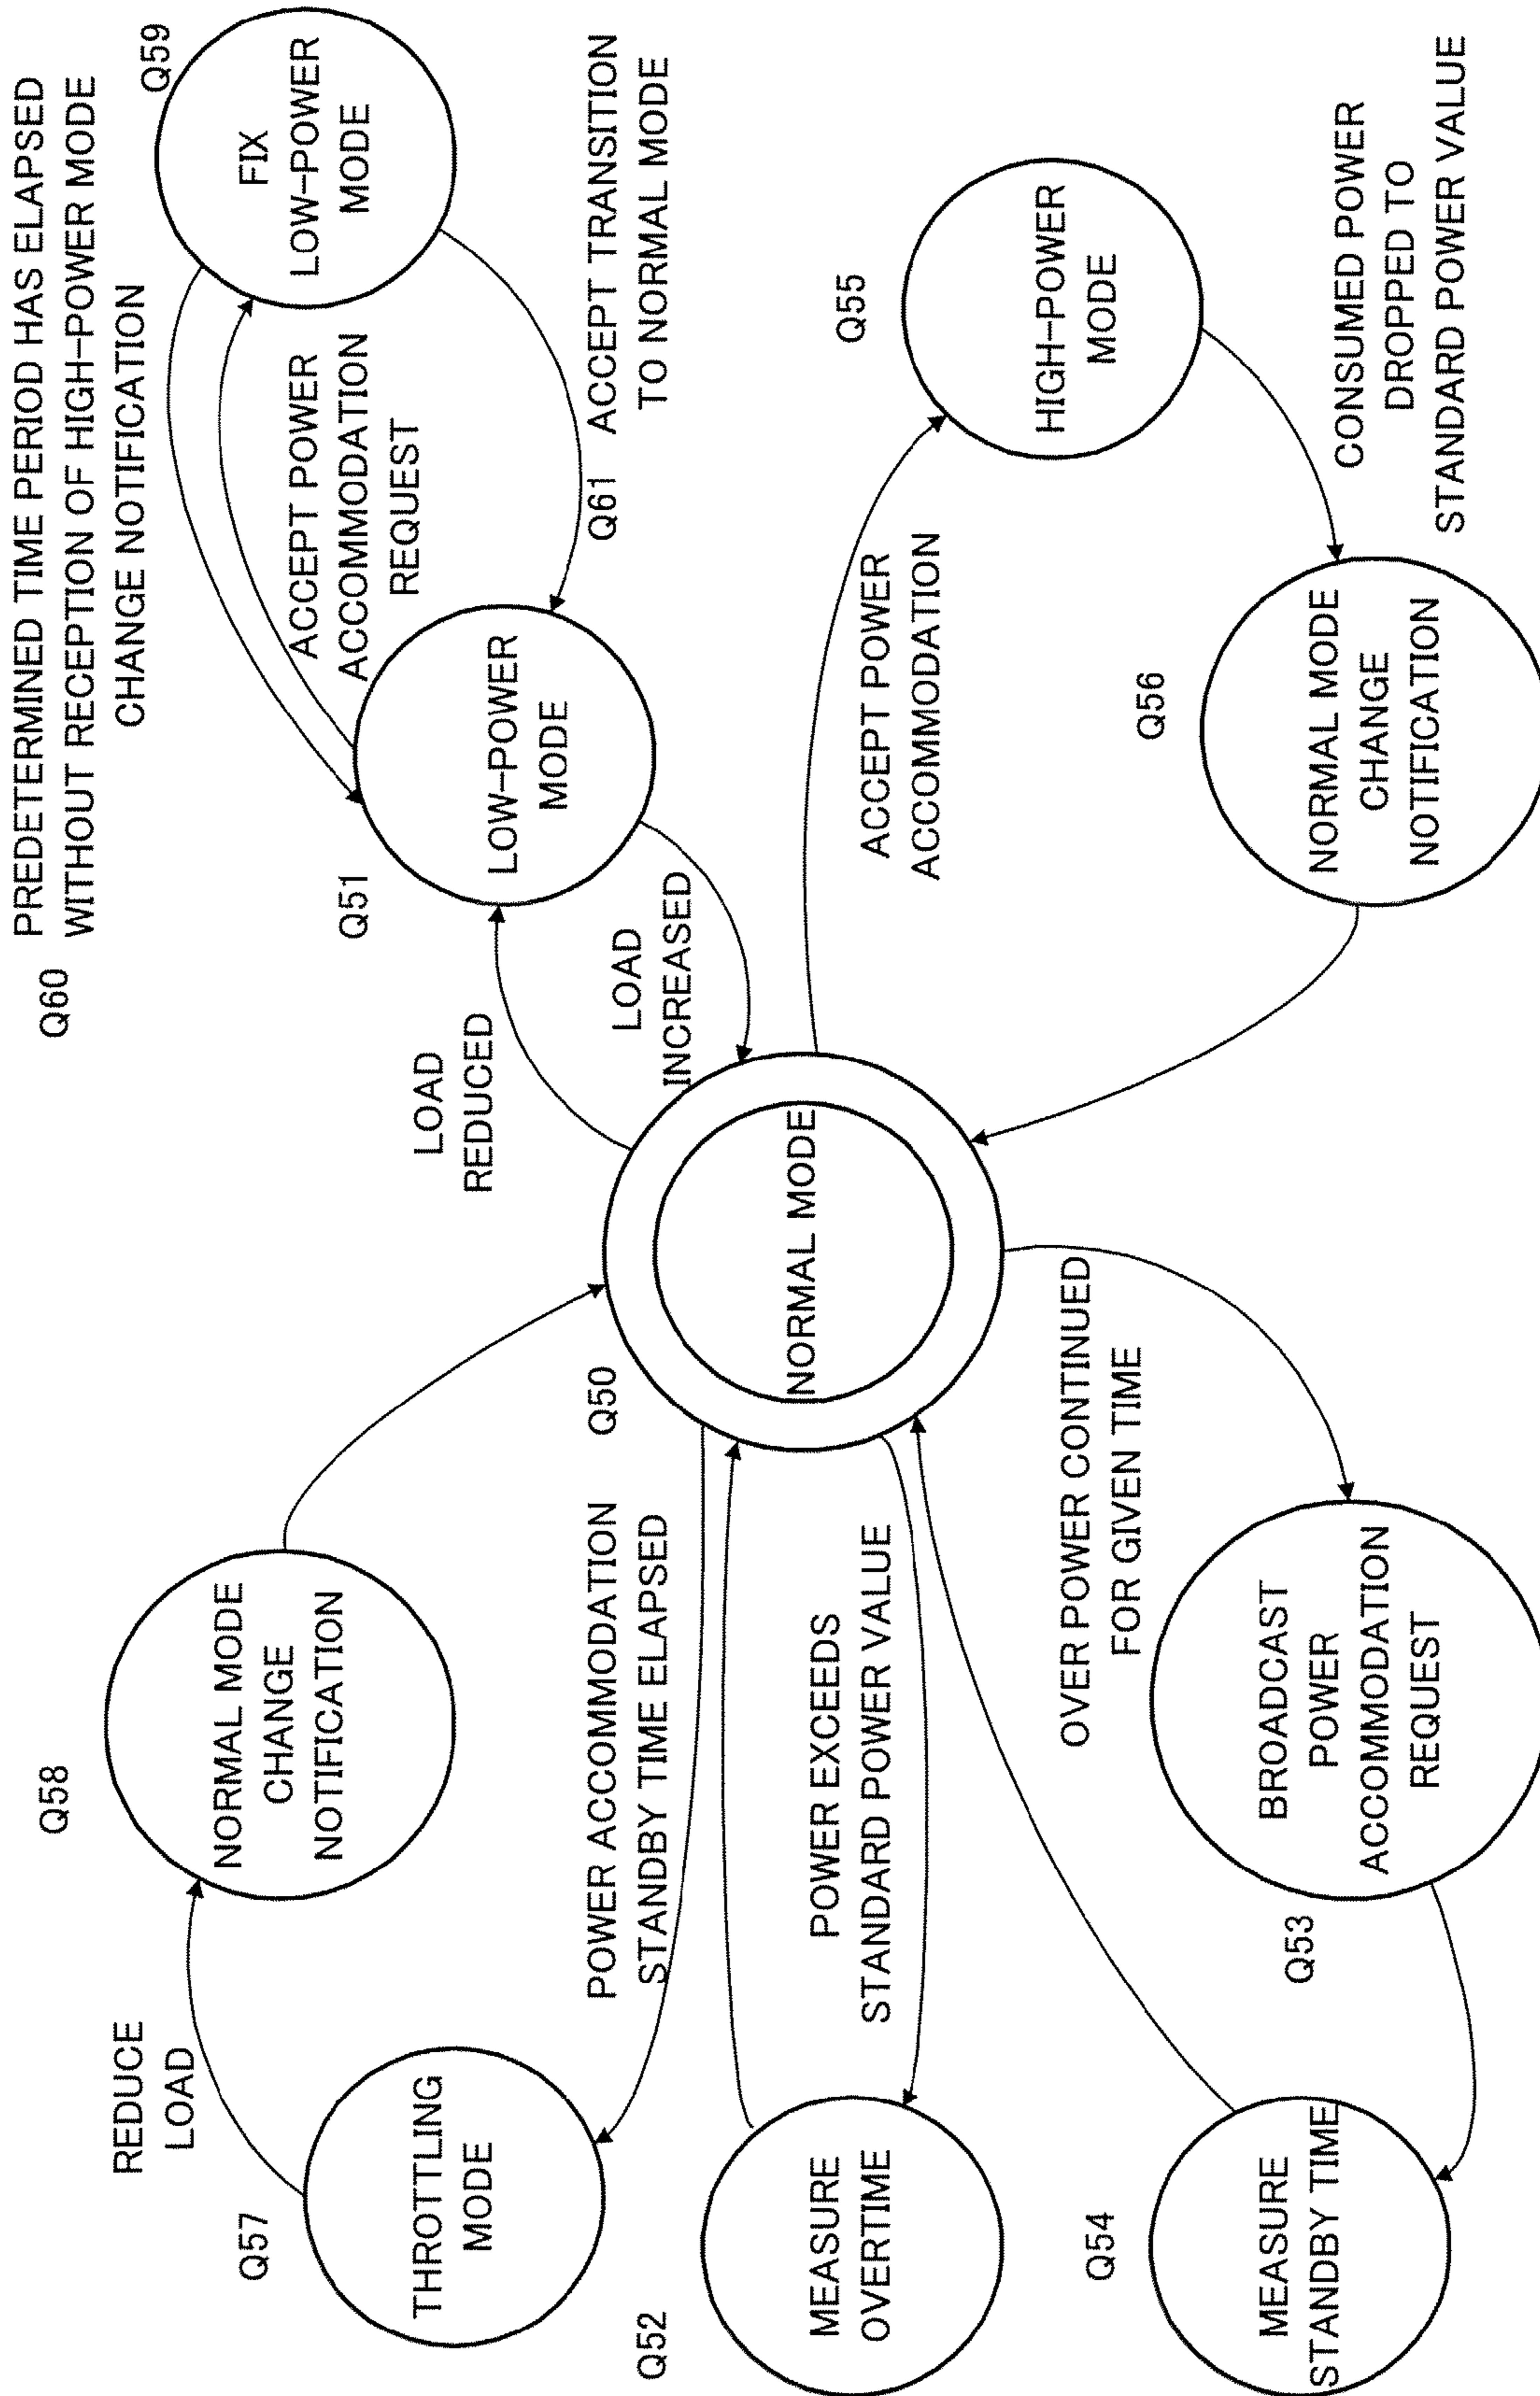 Q58
NORMAL MODE
CHANGE
NOTIFICATION
REDUCE
LOAD
Q57
THROTTLING
MODE
Q50
NORMAL MODE
POWER ACCOMMODATION
STANDBY TIME ELAPSED
Q52
MEASURE
OVERTIME
POWER EXCEEDS
STANDARD POWER VALUE
Q54
MEASURE
STANDBY TIME
Q53
BROADCAST
POWER
ACCOMMODATION
REQUEST
OVER POWER CONTINUED
FOR GIVEN TIME
Q60
PREDETERMINED TIME PERIOD HAS ELAPSED
WITHOUT RECEPTION OF HIGH-POWER MODE
CHANGE NOTIFICATION
Q59
FIX
LOW-POWER
MODE
ACCEPT POWER
ACCOMMODATION
REQUEST
Q51
LOW-POWER
MODE
Q61
ACCEPT TRANSITION
TO NORMAL MODE
LOAD
REDUCED
LOAD
INCREASED
Q55
HIGH-POWER
MODE
ACCEPT POWER
ACCOMMODATION
Q56
NORMAL MODE
CHANGE
NOTIFICATION
CONSUMED POWER
DROPPED TO
STANDARD POWER VALUE